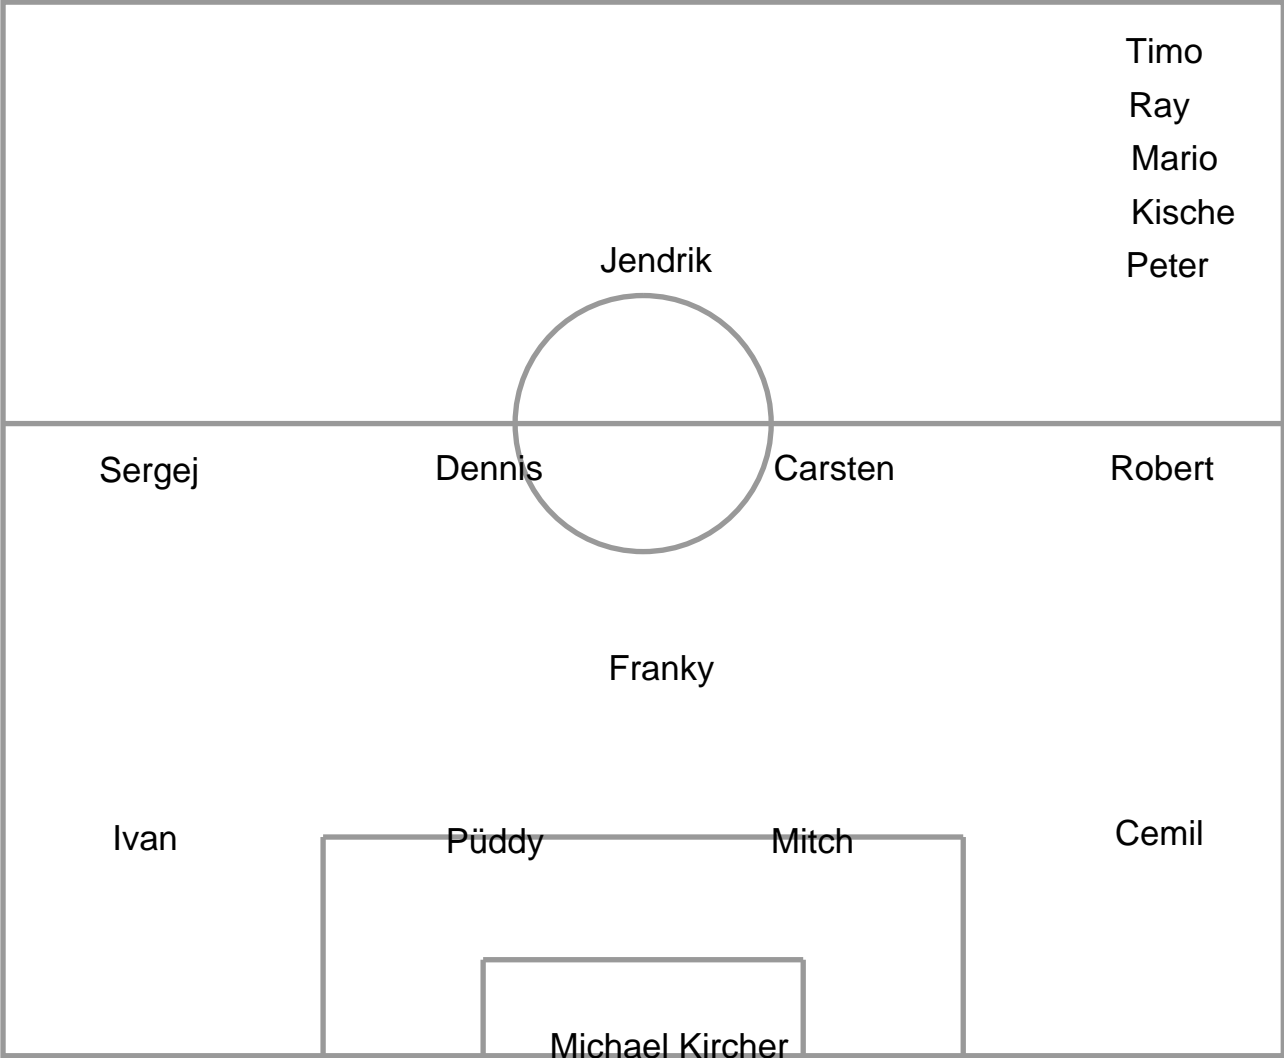 Timo
Ray
Mario
Kische
Peter
Jendrik
Sergej Dennis Carsten Robert
Franky
Ivan Püddy Mitch Cemil
Michael Kircher